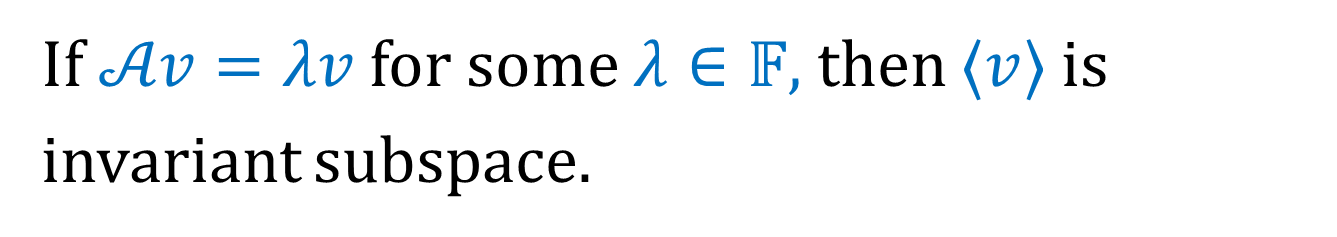 If 𝒜v = λv for some λ ∈ 𝔽, then ⟨v⟩ is
invariant subspace.